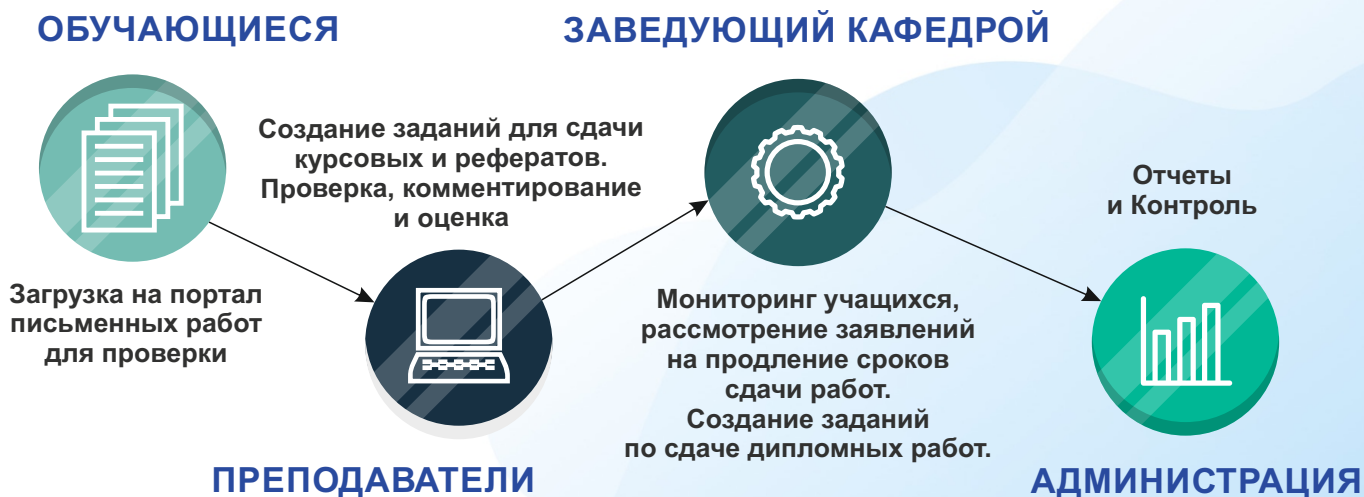 ОБУЧАЮЩИЕСЯ
Загрузка на портал
письменных работ
для проверки
Создание заданий для сдачи
курсовых и рефератов.
Проверка, комментирование
и оценка
ПРЕПОДАВАТЕЛИ
ЗАВЕДУЮЩИЙ КАФЕДРОЙ
Мониторинг учащихся,
рассмотрение заявлений
на продление сроков
сдачи работ.
Создание заданий
по сдаче дипломных работ.
Отчеты
и Контроль
АДМИНИСТРАЦИЯ